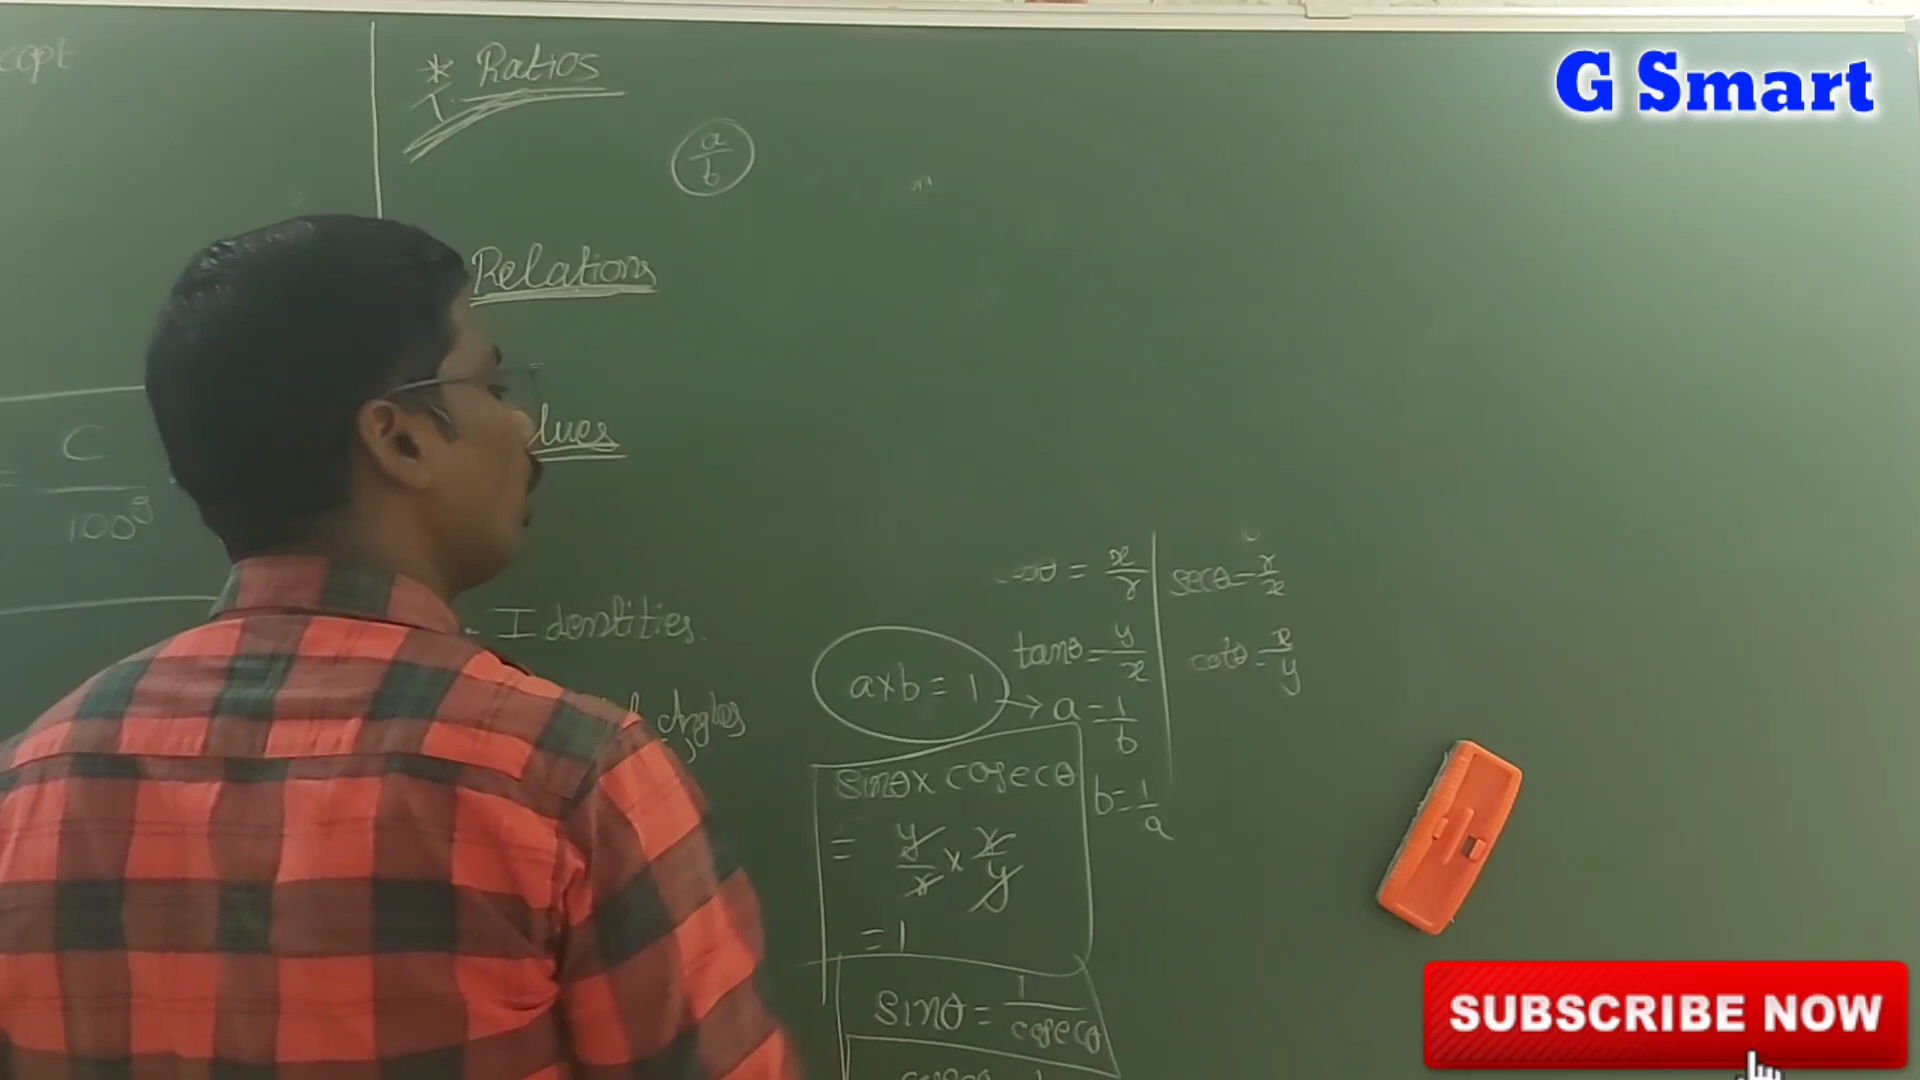 G Smart
* Ratios
T.
a/b
Relations
lues
C
100g
Identities.
Angles
θ = x/r
secθ = r/x
tanθ = y/x
cotθ = x/y
a×b = 1 → a = 1/b
b = 1/a
sinθ × cosecθ
= y/r × r/y
= 1
sinθ = 1/cosecθ
SUBSCRIBE NOW